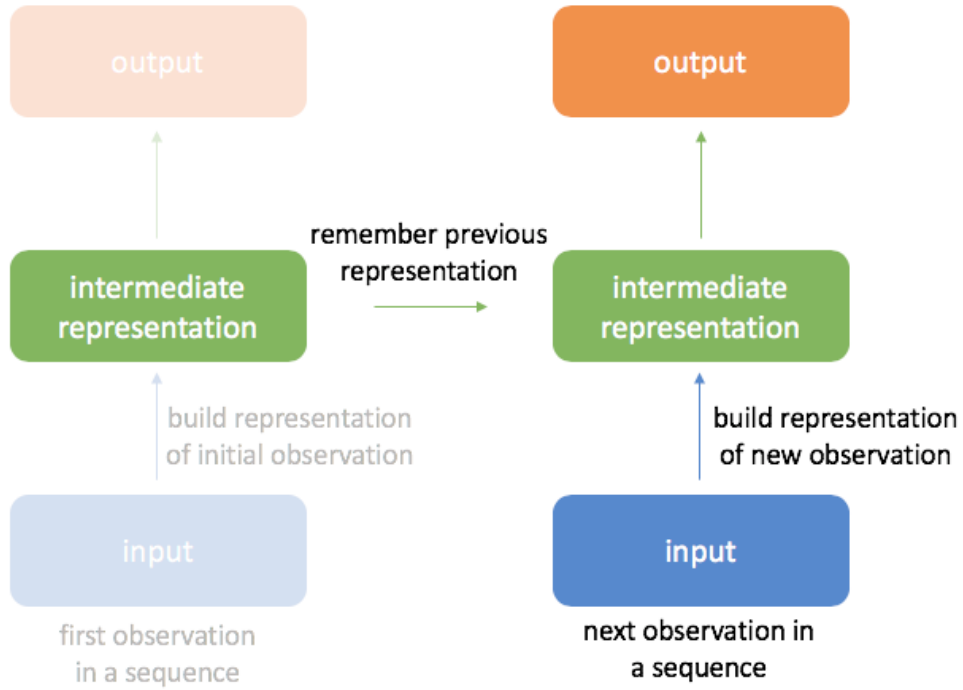 output
output
remember previous
representation
intermediate
representation
intermediate
representation
build representation
of initial observation
build representation
of new observation
input
input
first observation
in a sequence
next observation in
a sequence